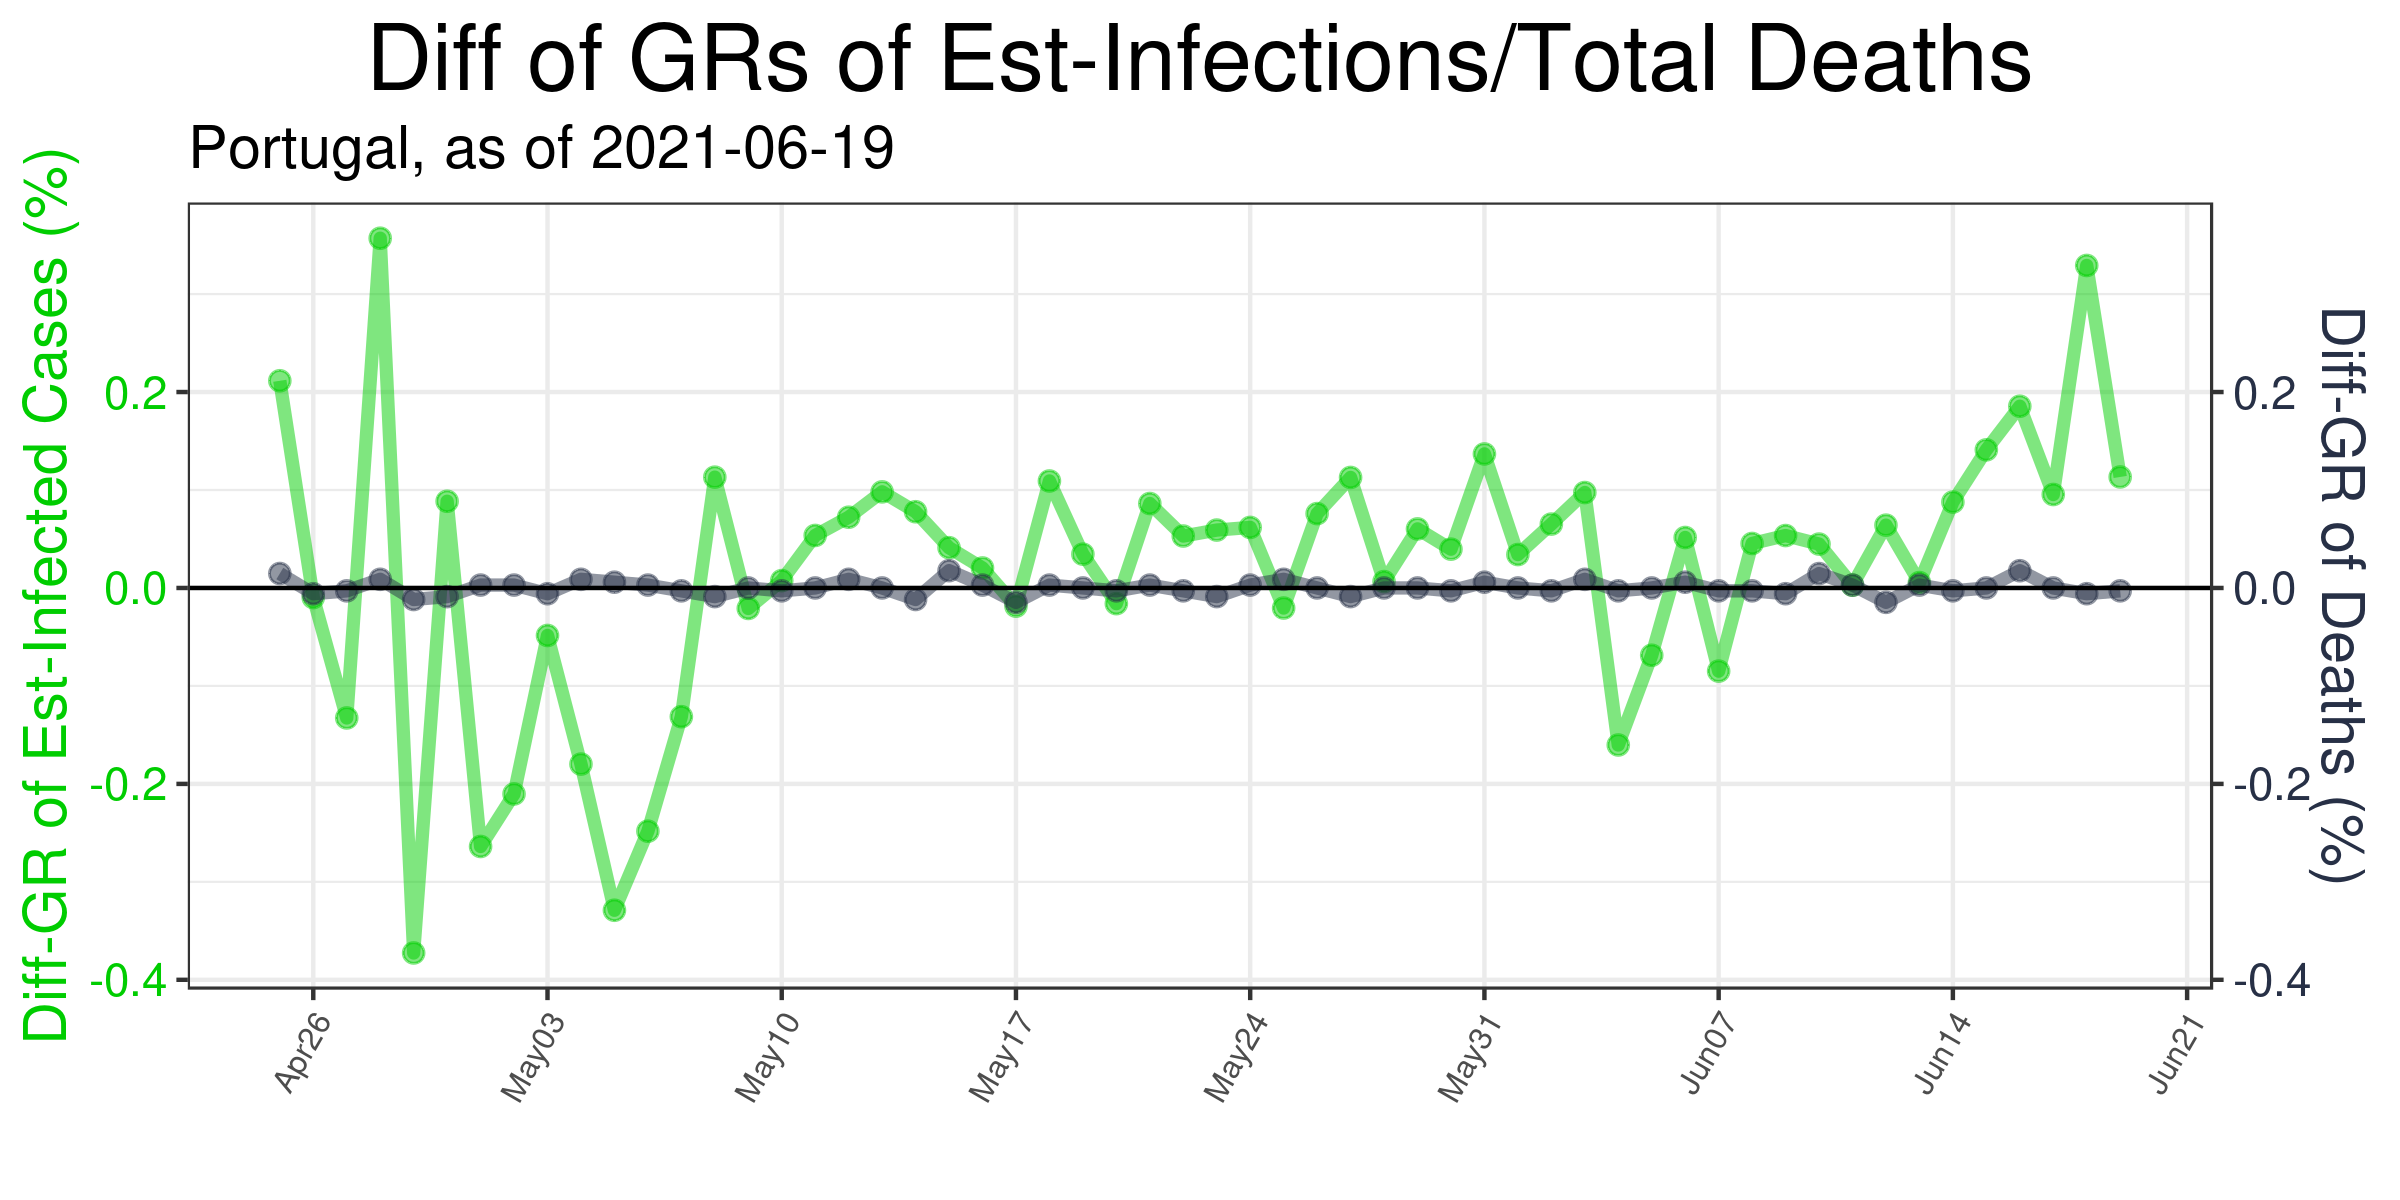 Diff of GRs of Est-Infections/Total Deaths
Portugal, as of 2021-06-19
Diff-GR of Est-Infected Cases (%)
0.2
0.0
-0.2
-0.4
0.2
0.0
-0.2
-0.4
Diff-GR of Deaths (%)
Apr26
May03
May10
May17
May24
May31
Jun07
Jun14
Jun21